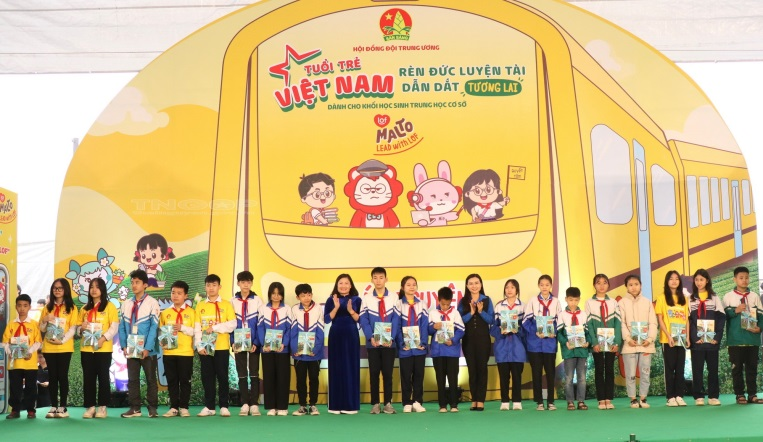 HỘI ĐỒNG ĐỘI TRUNG ƯƠNG
TUỔI TRẺ
VIỆT NAM
RÈN ĐỨC LUYỆN TÀI
DẪN DẮT TƯƠNG LAI
DÀNH CHO KHỐI HỌC SINH TRUNG HỌC CƠ SỞ
lof
MALTO
LEAD WITH LOF